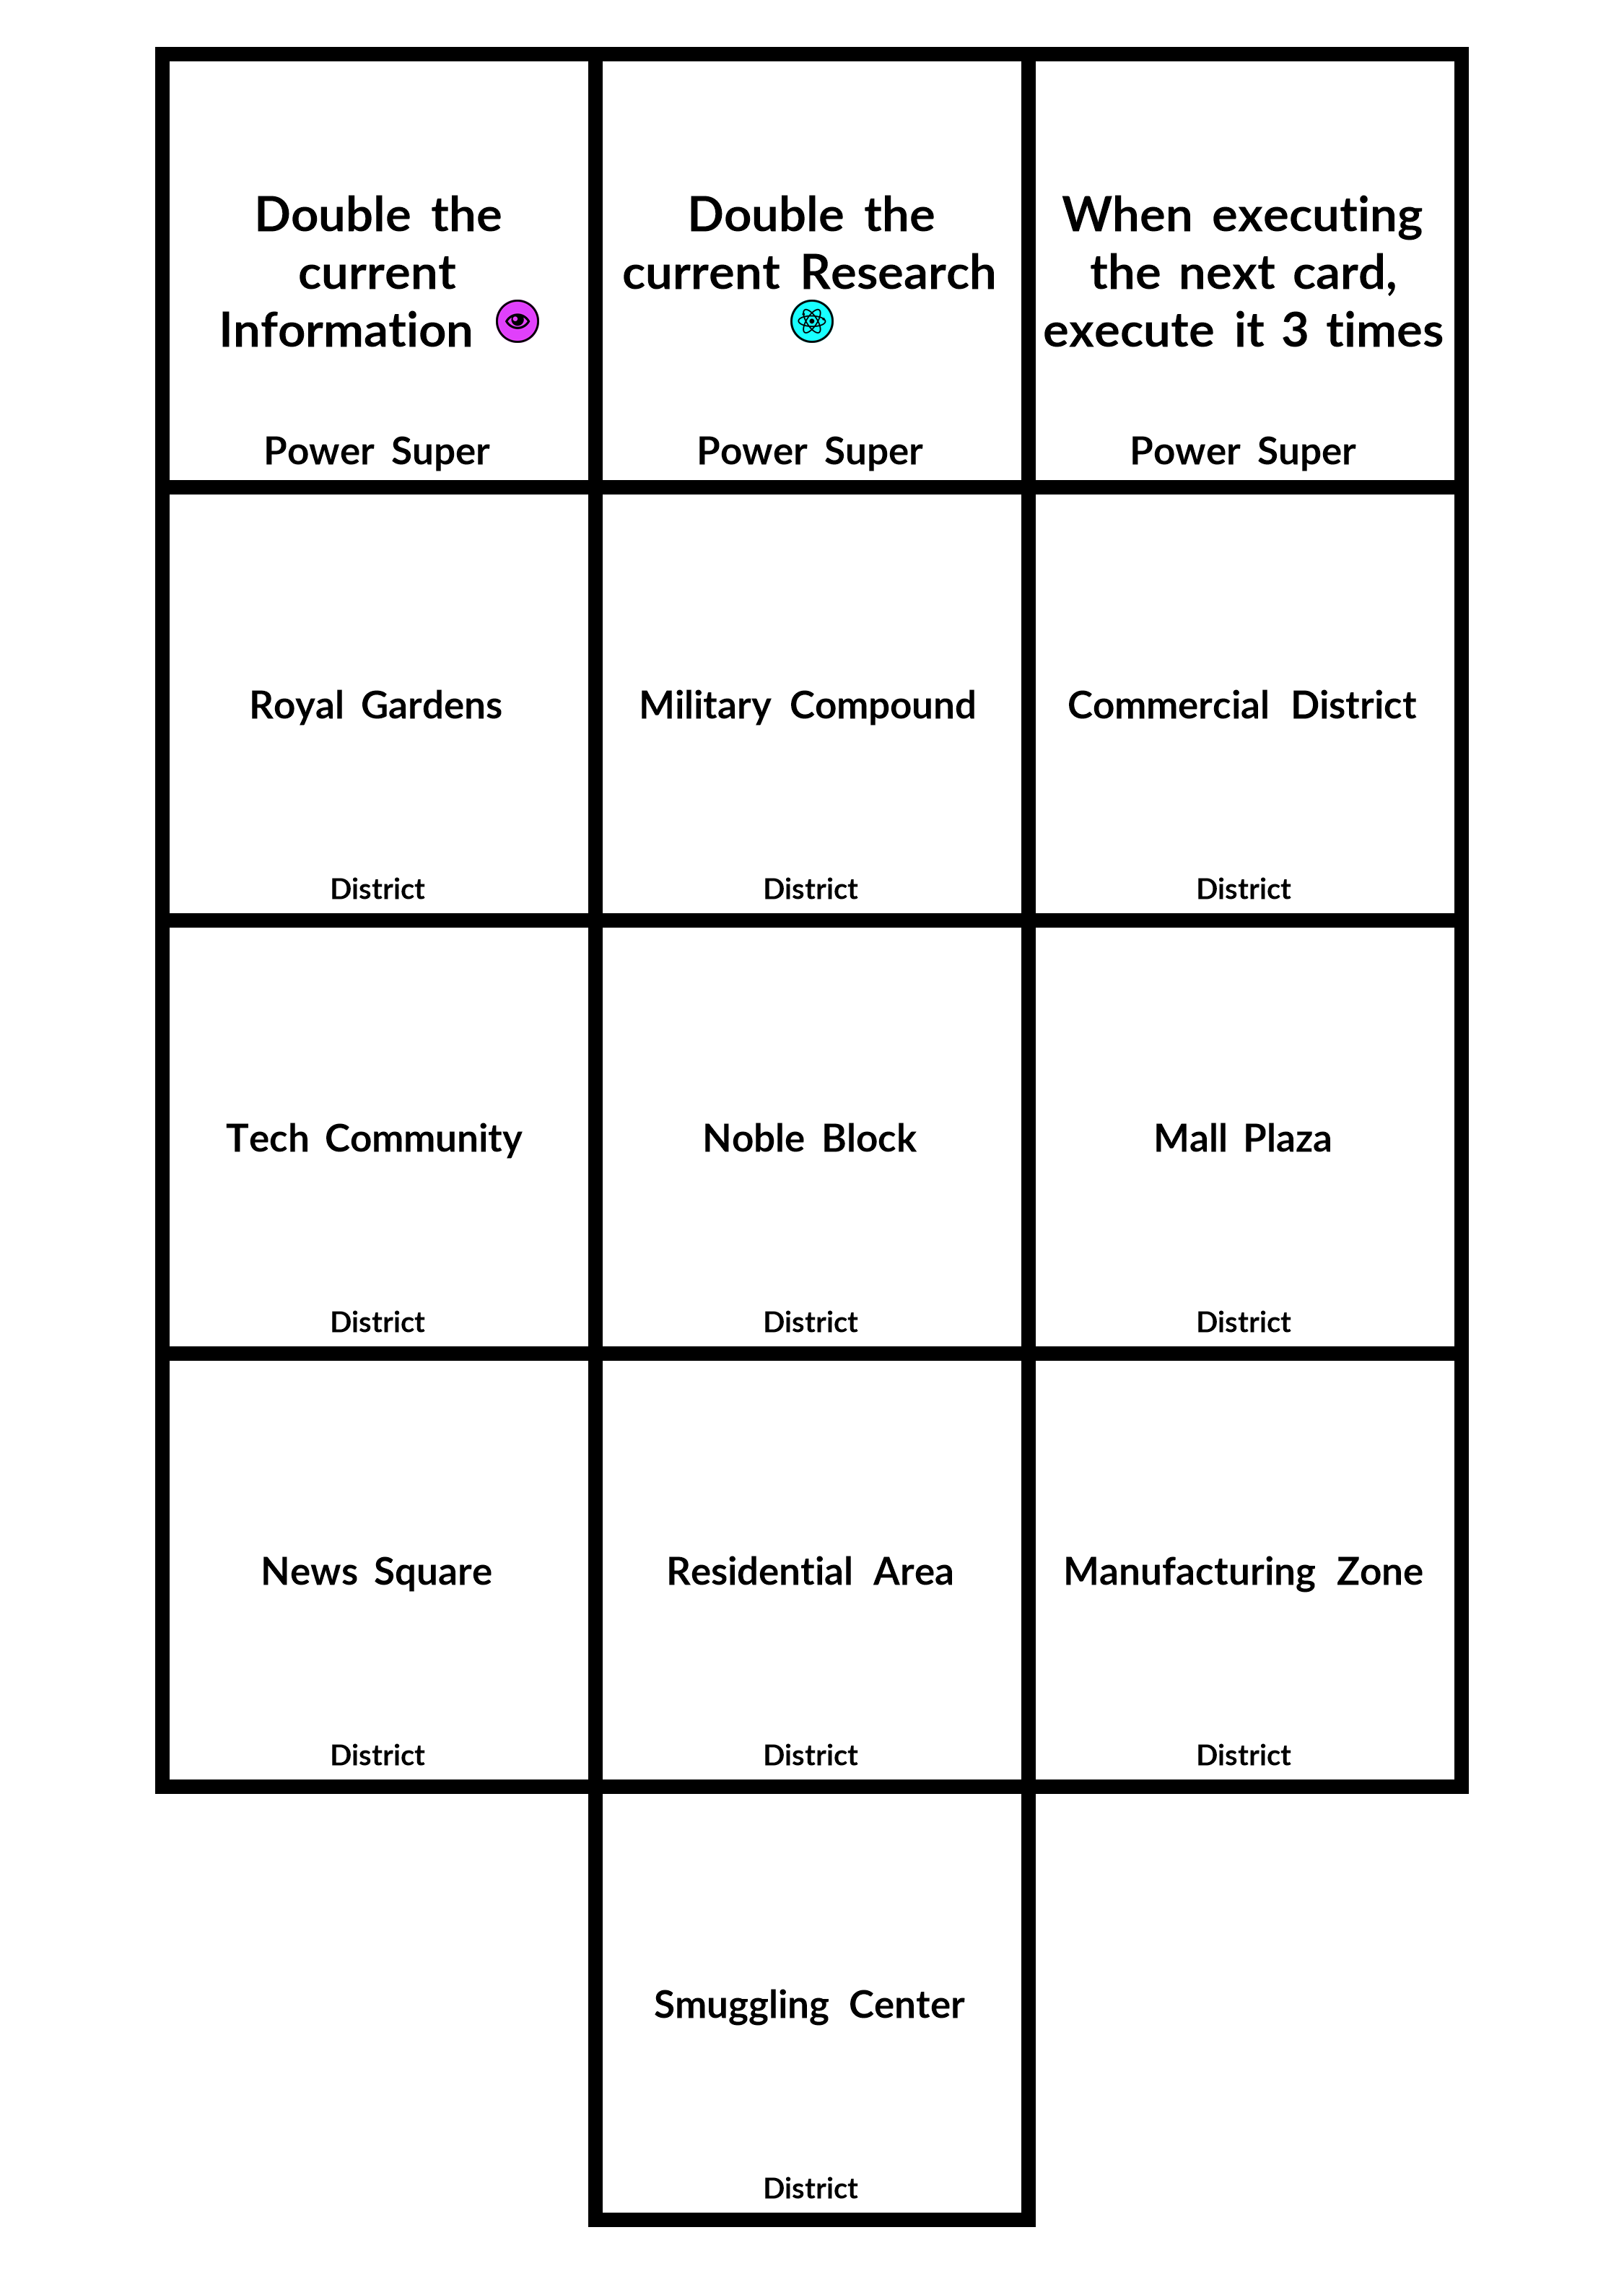 Double the
current
Information
Power Super
Double the
current Research
Power Super
When executing
the next card,
execute it 3 times
Power Super
Royal Gardens
District
Military Compound
District
Commercial District
District
Tech Community
District
Noble Block
District
Mall Plaza
District
News Square
District
Residential Area
District
Manufacturing Zone
District
Smuggling Center
District